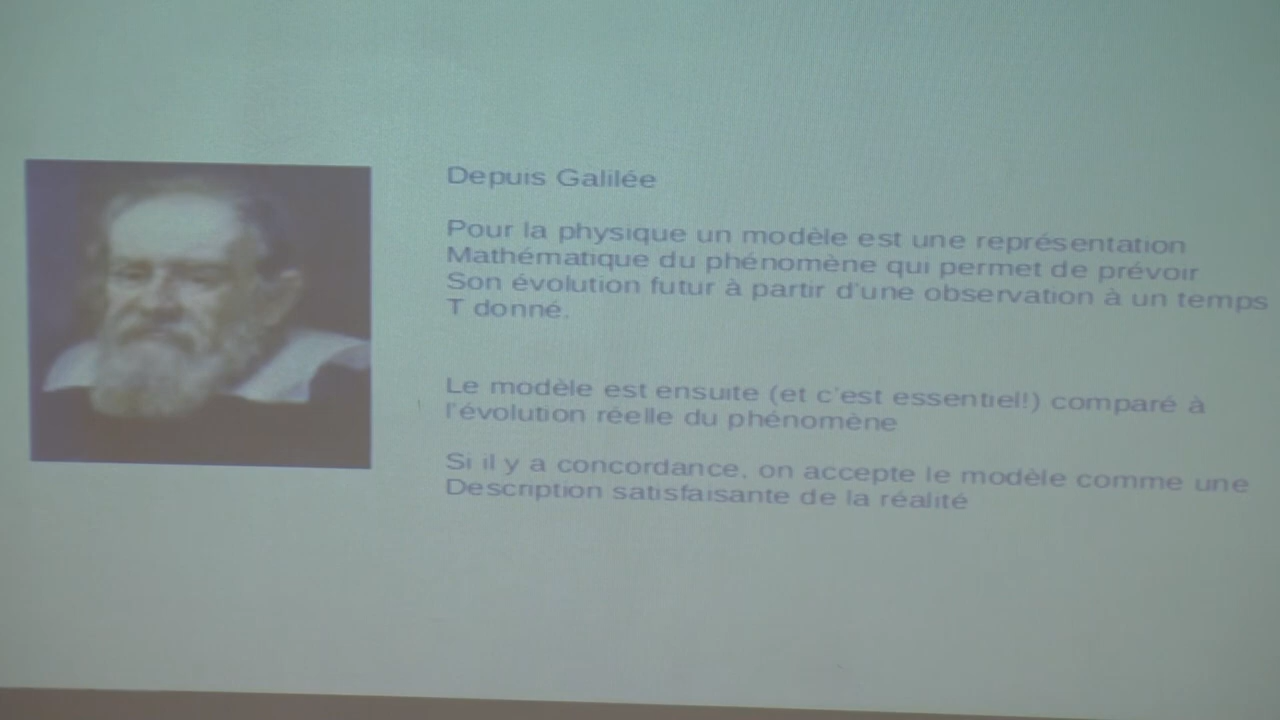 Depuis Galilée
Pour la physique un modèle est une représentation
Mathématique du phénomène qui permet de prévoir
Son évolution futur à partir d'une observation à un temps
T donné.
Le modèle est ensuite (et c'est essentiel!) comparé à
l'évolution réelle du phénomène
Si il y a concordance, on accepte le modèle comme une
Description satisfaisante de la réalité